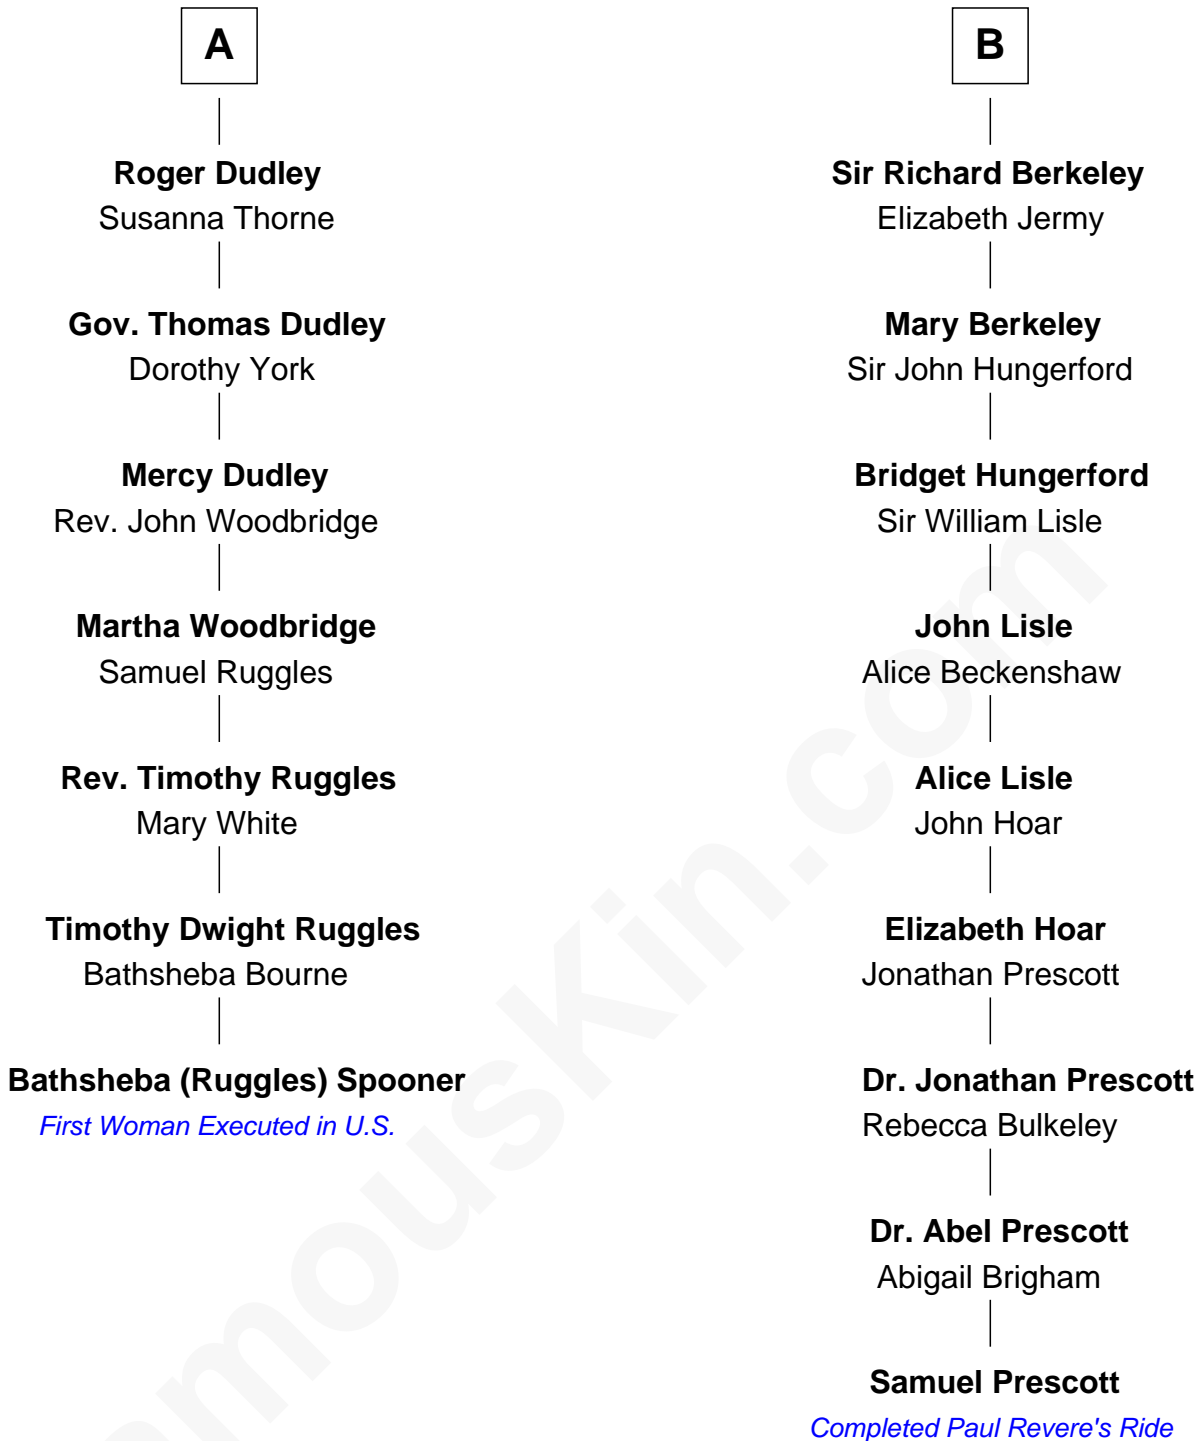 A
Roger Dudley
Susanna Thorne
Gov. Thomas Dudley
Dorothy York
Mercy Dudley
Rev. John Woodbridge
Martha Woodbridge
Samuel Ruggles
Rev. Timothy Ruggles
Mary White
Timothy Dwight Ruggles
Bathsheba Bourne
Bathsheba (Ruggles) Spooner
First Woman Executed in U.S.
B
Sir Richard Berkeley
Elizabeth Jermy
Mary Berkeley
Sir John Hungerford
Bridget Hungerford
Sir William Lisle
John Lisle
Alice Beckenshaw
Alice Lisle
John Hoar
Elizabeth Hoar
Jonathan Prescott
Dr. Jonathan Prescott
Rebecca Bulkeley
Dr. Abel Prescott
Abigail Brigham
Samuel Prescott
Completed Paul Revere's Ride
amousKin.com